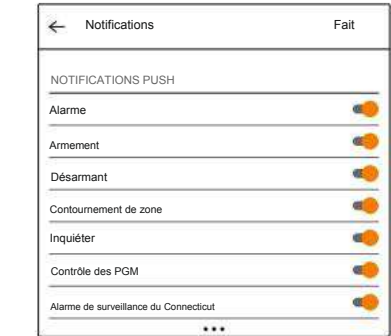 Notifications Fait
NOTIFICATIONS PUSH
Alarme
Armement
Désarmant
Contournement de zone
Inquiéter
Contrôle des PGM
Alarme de surveillance du Connecticut